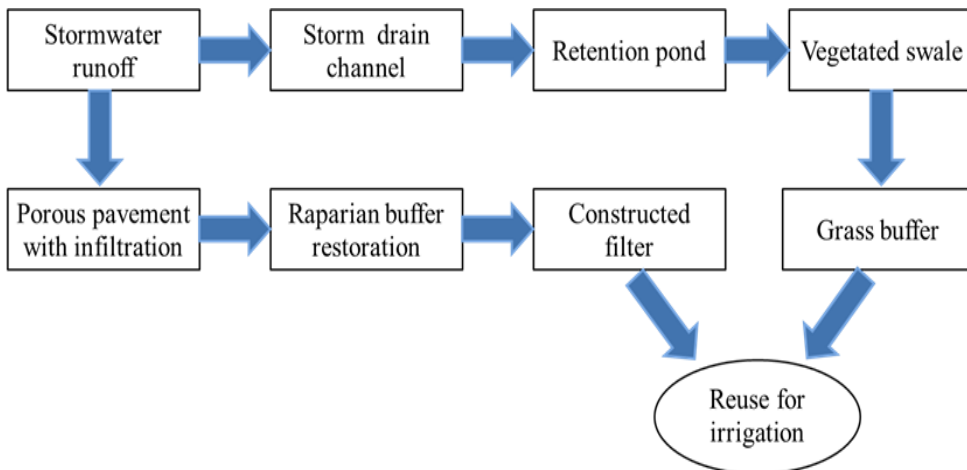 Stormwater
runoff
Storm drain
channel
Retention pond
Vegetated swale
Porous pavement
with infiltration
Raparian buffer
restoration
Constructed
filter
Grass buffer
Reuse for
irrigation